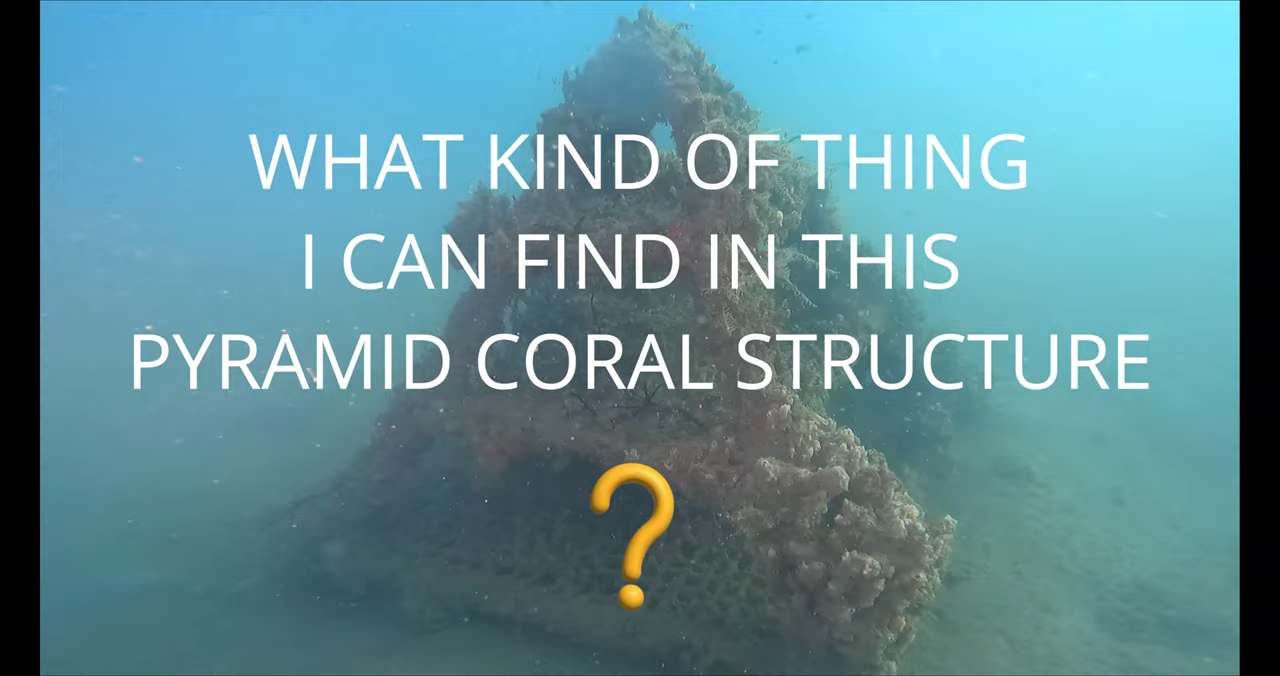 WHAT KIND OF THING
I CAN FIND IN THIS
PYRAMID CORAL STRUCTURE
❓